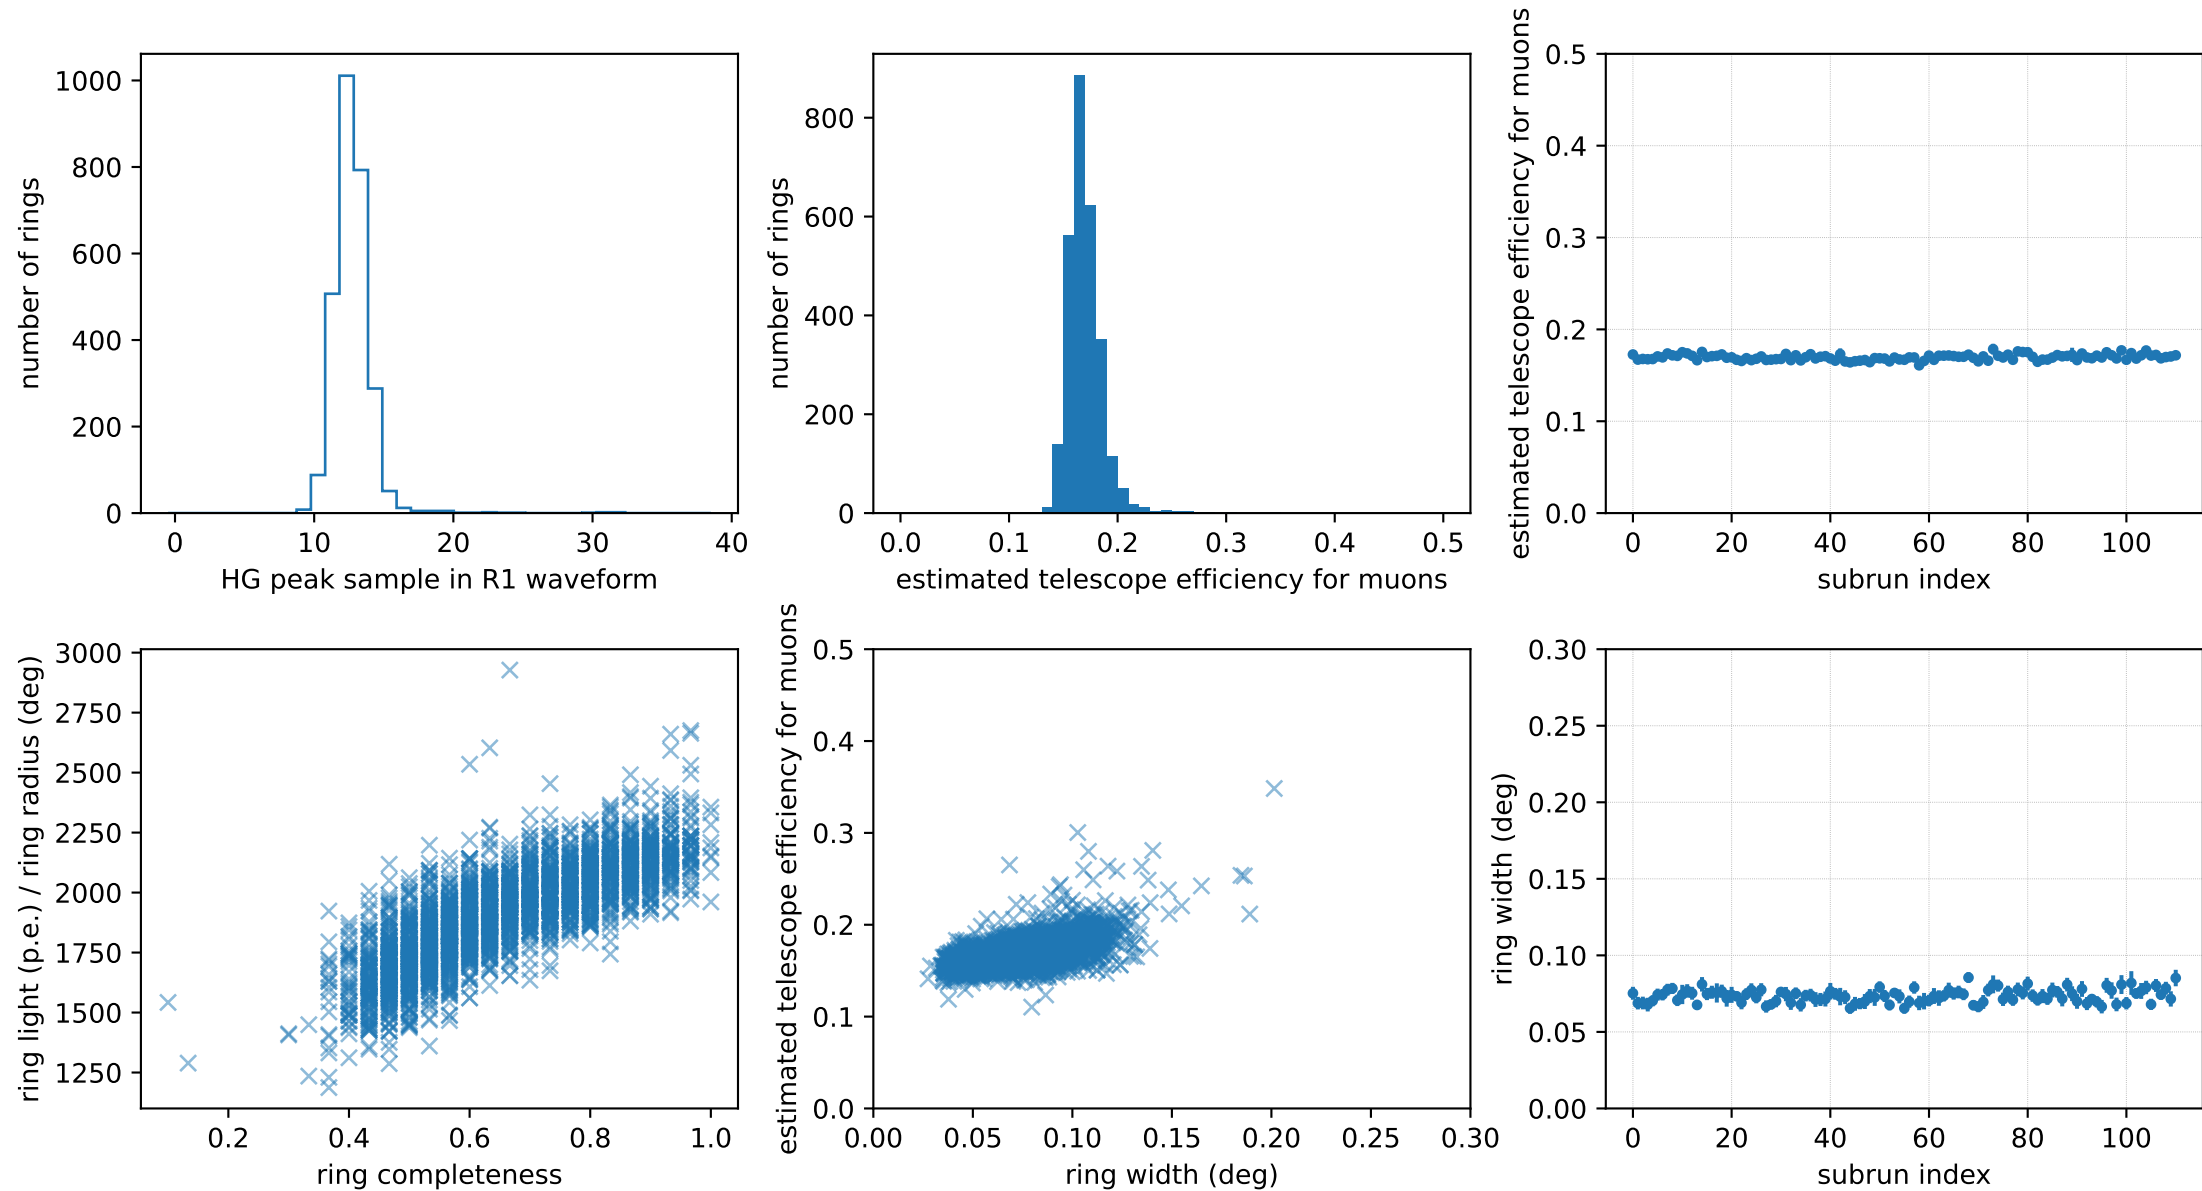 number of rings
1000
800
600
400
200
0
0 10 20 30 40
HG peak sample in R1 waveform
number of rings
800
600
400
200
0
0.0 0.1 0.2 0.3 0.4 0.5
estimated telescope efficiency for muons
estimated telescope efficiency for muons
0.5
0.4
0.3
0.2
0.1
0.0
0 20 40 60 80 100
subrun index
ring light (p.e.) / ring radius (deg)
3000
2750
2500
2250
2000
1750
1500
1250
0.2 0.4 0.6 0.8 1.0
ring completeness
estimated telescope efficiency for muons
0.5
0.4
0.3
0.2
0.1
0.0
0.00 0.05 0.10 0.15 0.20 0.25 0.30
ring width (deg)
ring width (deg)
0.30
0.25
0.20
0.15
0.10
0.05
0.00
0 20 40 60 80 100
subrun index